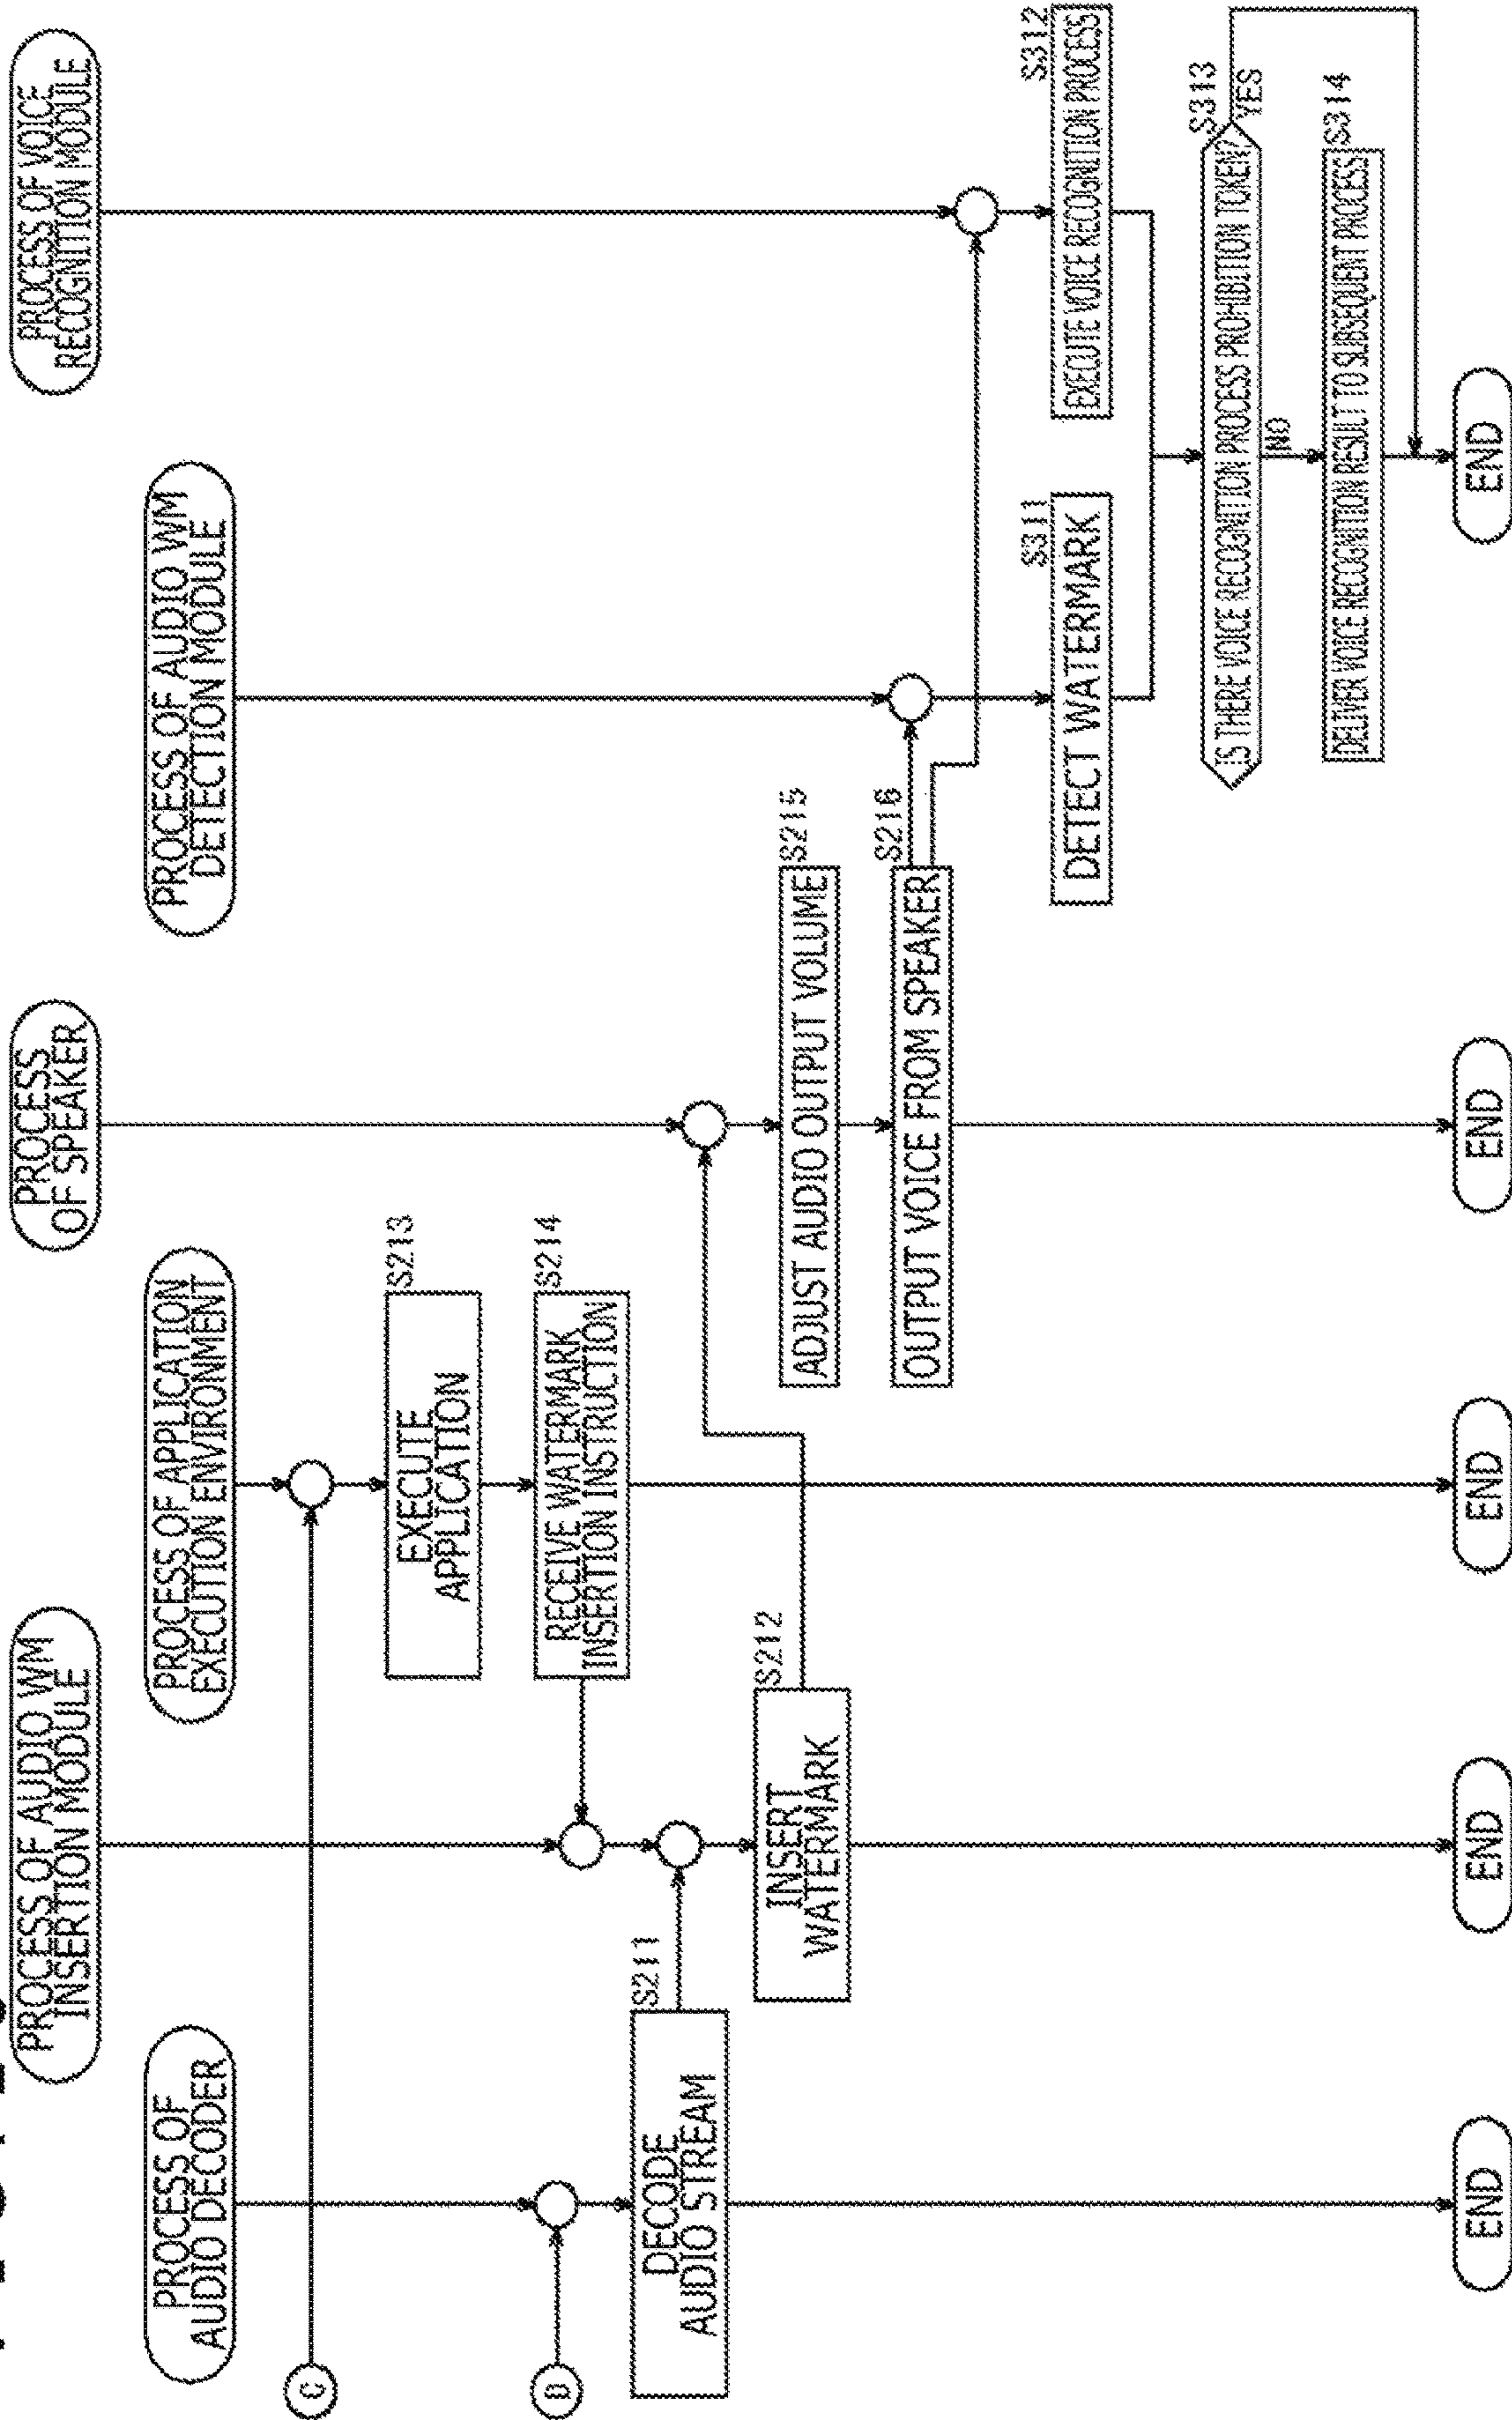 PROCESS OF
AUDIO DECODER
PROCESS OF AUDIO WM
INSERTION MODULE
PROCESS OF APPLICATION
EXECUTION ENVIRONMENT
PROCESS
OF SPEAKER
PROCESS OF AUDIO WM
DETECTION MODULE
PROCESS OF VOICE
RECOGNITION MODULE
C
S213
EXECUTE
APPLICATION
S214
RECEIVE WATERMARK
INSERTION INSTRUCTION
D
S211
DECODE
AUDIO STREAM
S212
INSERT
WATERMARK
S215
ADJUST AUDIO OUTPUT VOLUME
S216
OUTPUT VOICE FROM SPEAKER
S311
DETECT WATERMARK
S312
EXECUTE VOICE RECOGNITION PROCESS
S313
IS THERE VOICE RECOGNITION PROCESS PROHIBITION TOKEN?
YES
NO
S314
DELIVER VOICE RECOGNITION RESULT TO SUBSEQUENT PROCESS
END
END
END
END
END